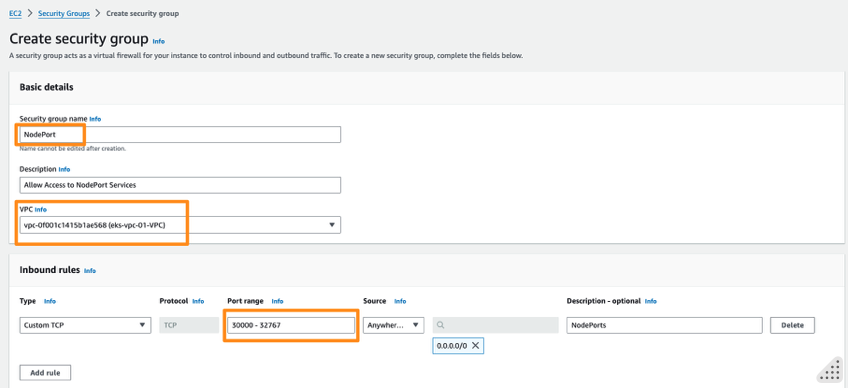 EC2 > Security Groups > Create security group
Create security group Info
A security group acts as a virtual firewall for your instance to control inbound and outbound traffic. To create a new security group, complete the fields below.
Basic details
Security group name Info
NodePort
Name cannot be edited after creation.
Description Info
Allow Access to NodePort Services
VPC Info
vpc-0f001c1415b1ae568 (eks-vpc-01-VPC)
Inbound rules Info
Type Info Protocol Info Port range Info Source Info Description - optional Info
Custom TCP TCP 30000 - 32767 Anywher... NodePorts Delete
0.0.0.0/0 X
Add rule